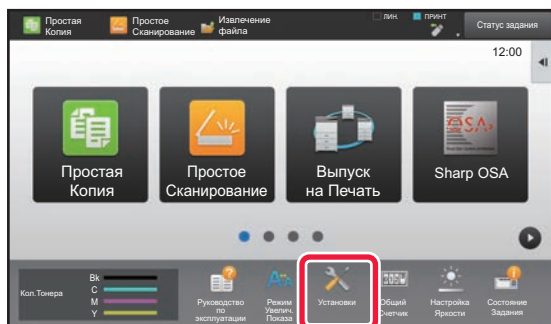 Простая
Копия
Простое
Сканирование
Извлечение
файла
ЛИН.
ПРИНТ
Статус задания
12:00
Простая
Копия
Простое
Сканирование
Выпуск
на Печать
OSA
Sharp OSA
Кол.Тонера
Bk
C
M
Y
Руководство
по
эксплуатации
Режим
Увелич.
Показа
Установки
Общий
Счетчик
Настройка
Яркости
Состояние
Задания